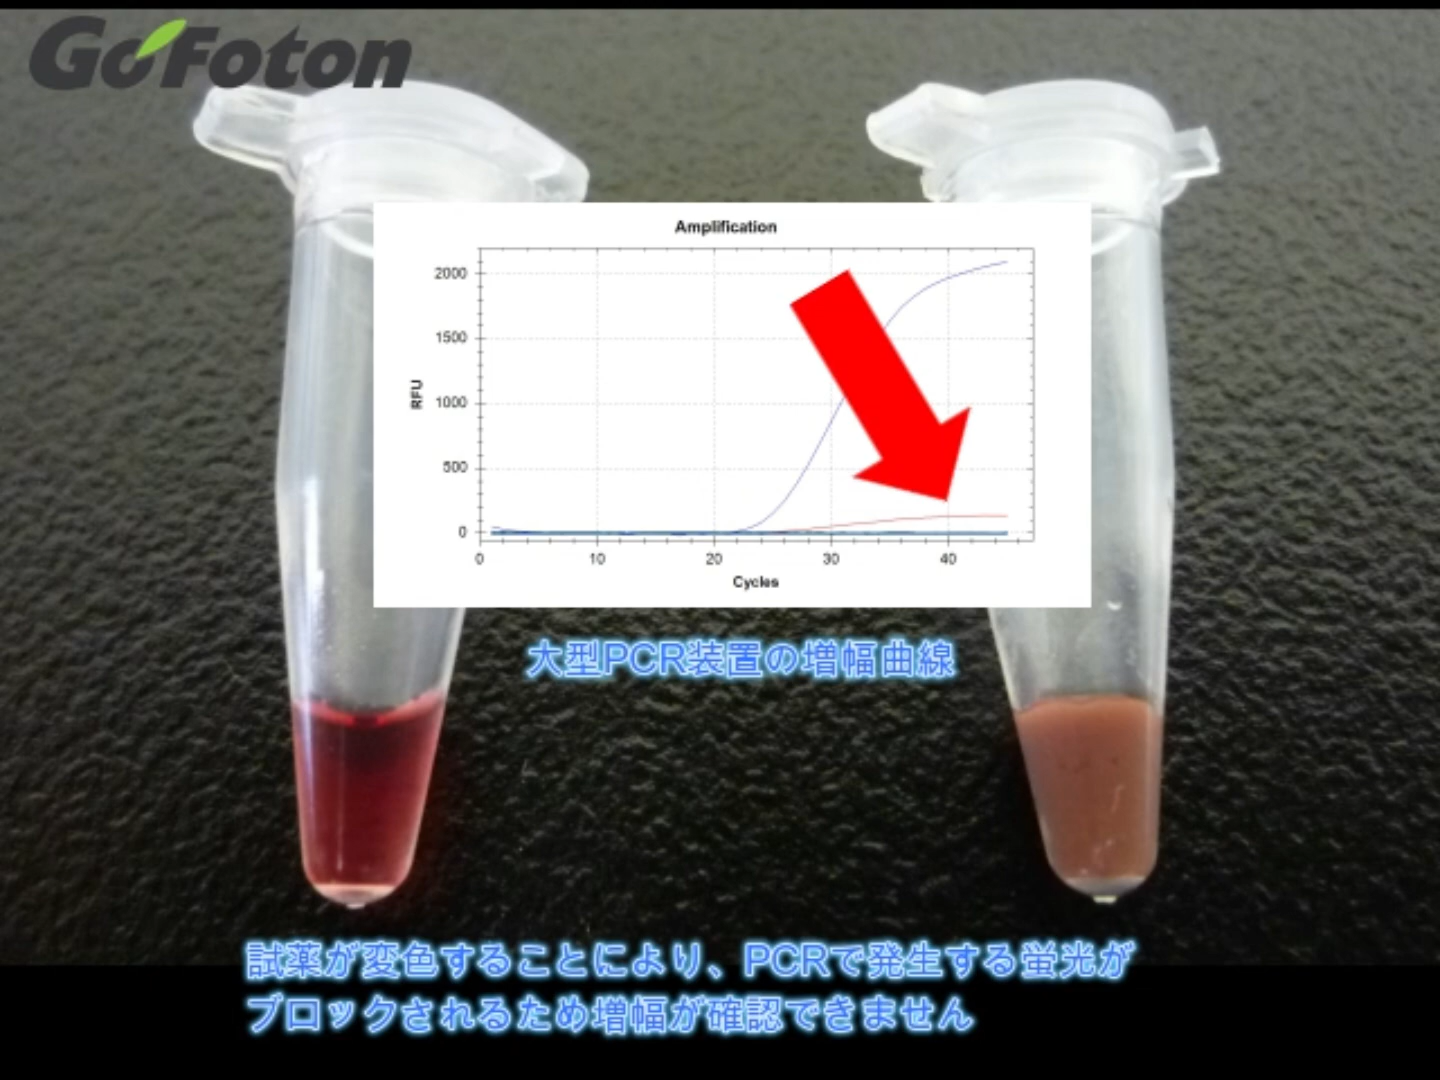 GoFoton
Amplification
2000
1500
1000
500
0
RFU
0 10 20 30 40
Cycles
大型PCR装置の増幅曲線
試薬が変色することにより、PCRで発生する蛍光が
ブロックされるため増幅が確認できません